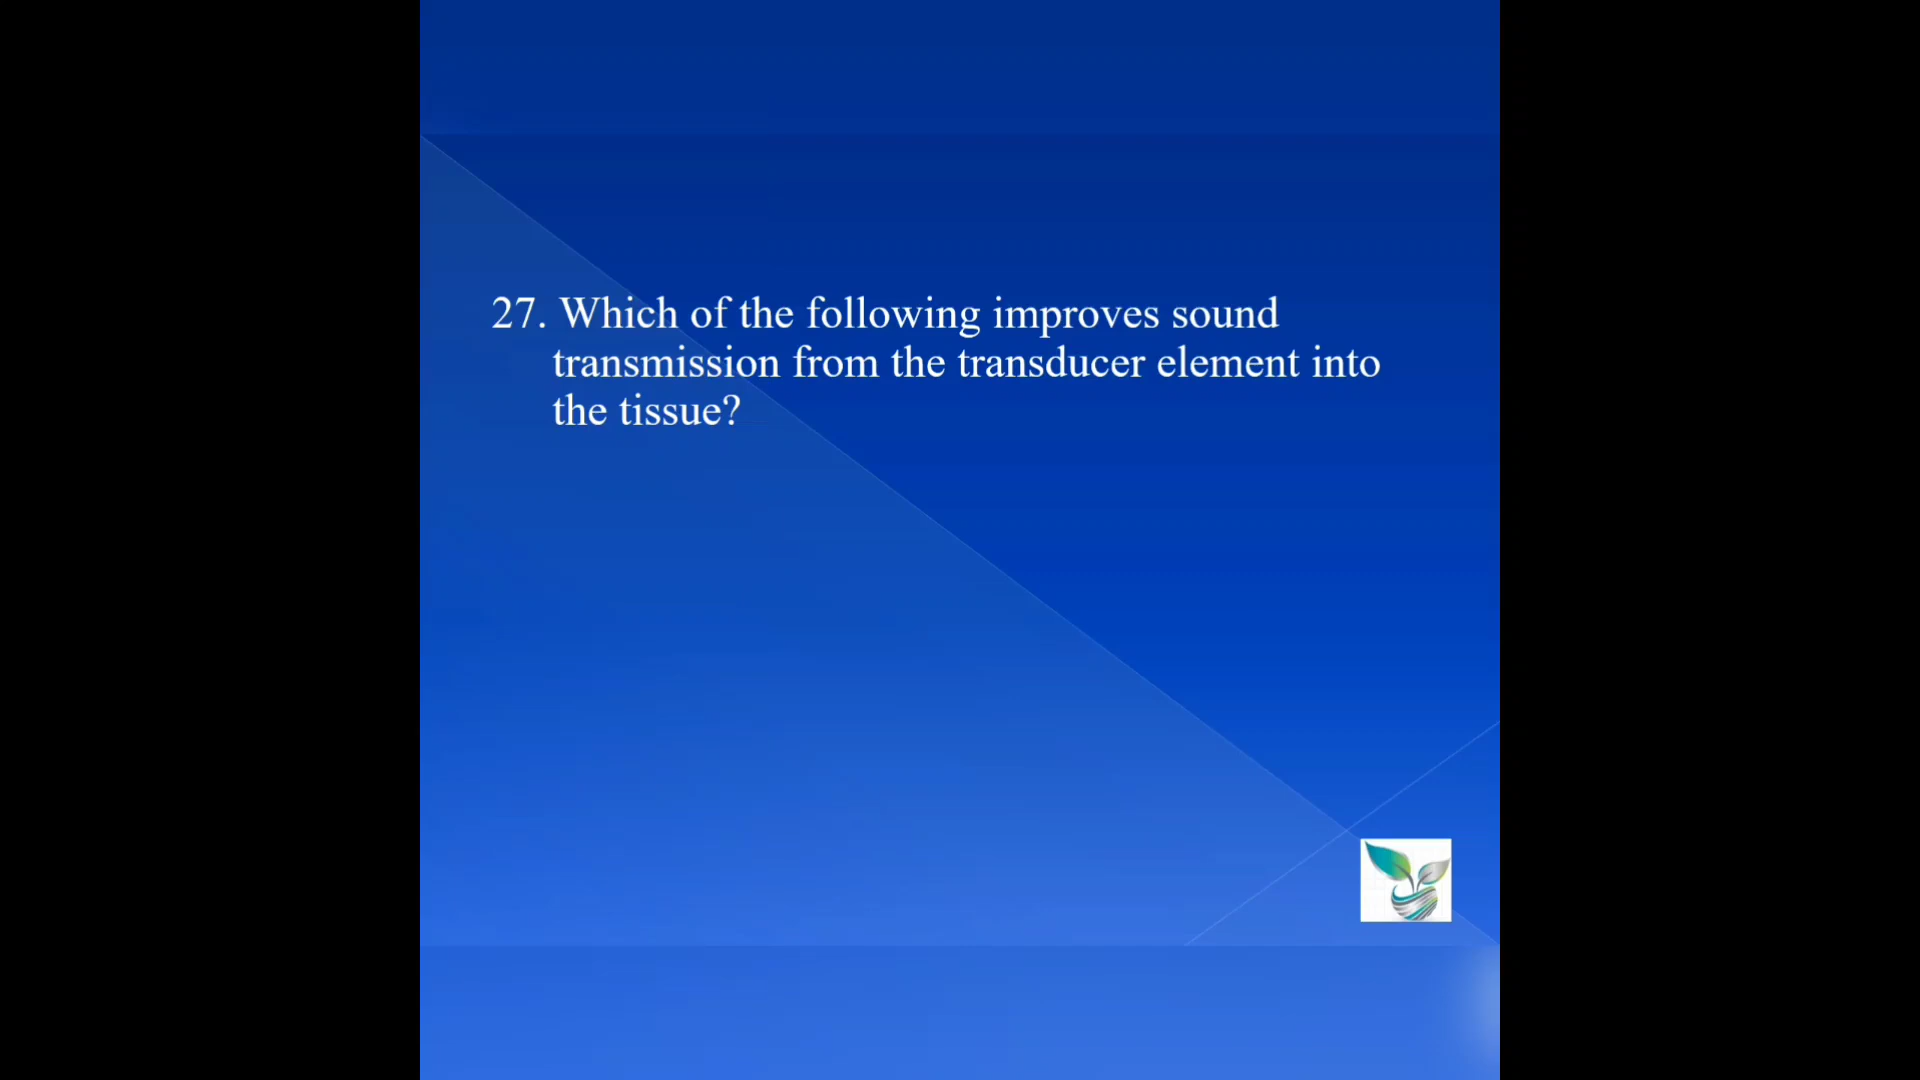 27. Which of the following improves sound
transmission from the transducer element into
the tissue?